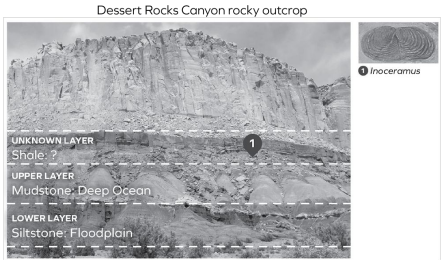 Dessert Rocks Canyon rocky outcrop
1 Inoceramus
1
UNKNOWN LAYER
Shale: ?
UPPER LAYER
Mudstone: Deep Ocean
LOWER LAYER
Siltstone: Floodplain